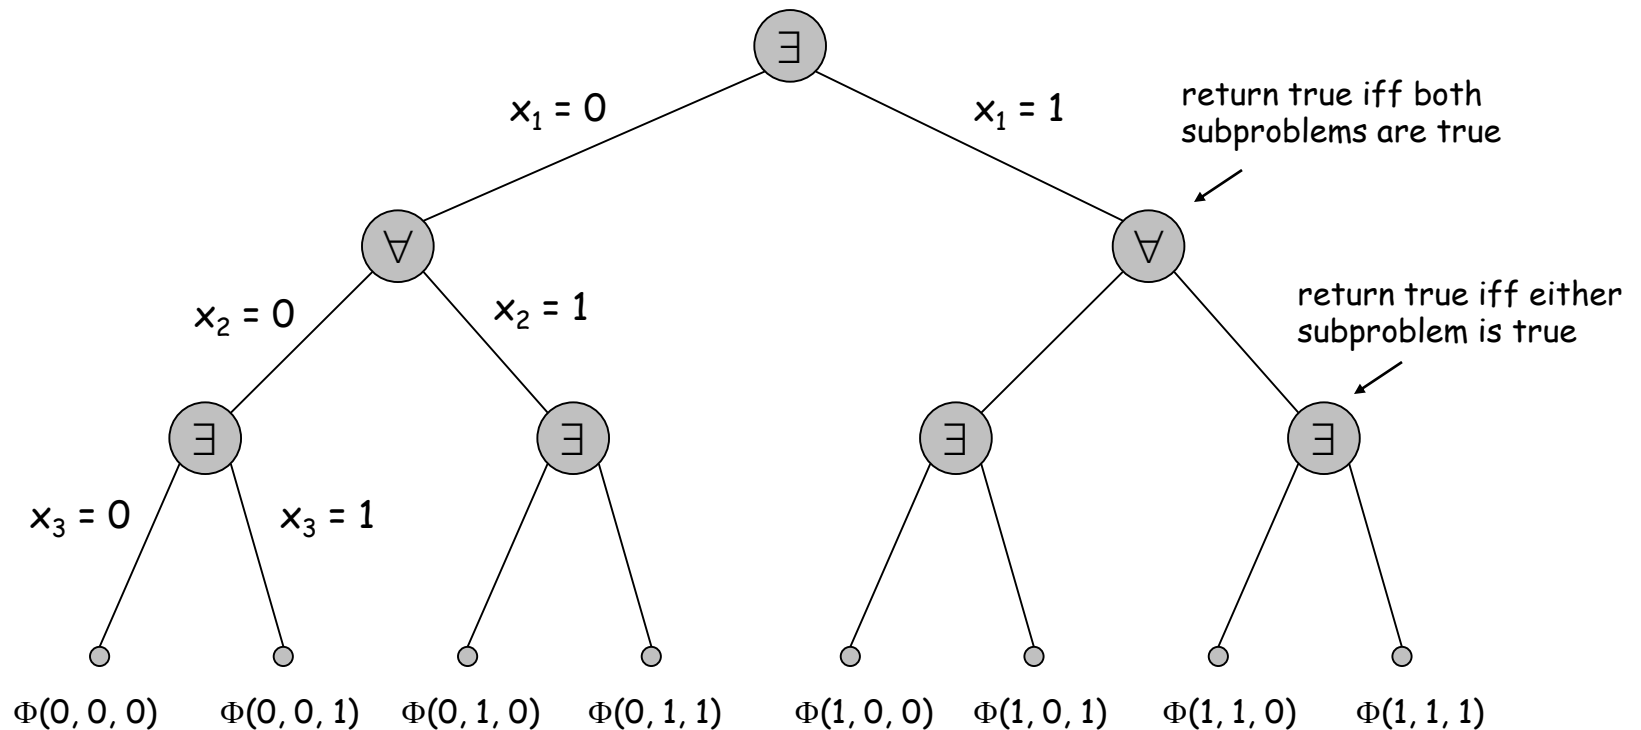 ∃
x₁ = 0
x₁ = 1
return true iff both
subproblems are true
∀
∀
x₂ = 0
x₂ = 1
return true iff either
subproblem is true
∃
∃
∃
∃
x₃ = 0
x₃ = 1
Φ(0, 0, 0)
Φ(0, 0, 1)
Φ(0, 1, 0)
Φ(0, 1, 1)
Φ(1, 0, 0)
Φ(1, 0, 1)
Φ(1, 1, 0)
Φ(1, 1, 1)